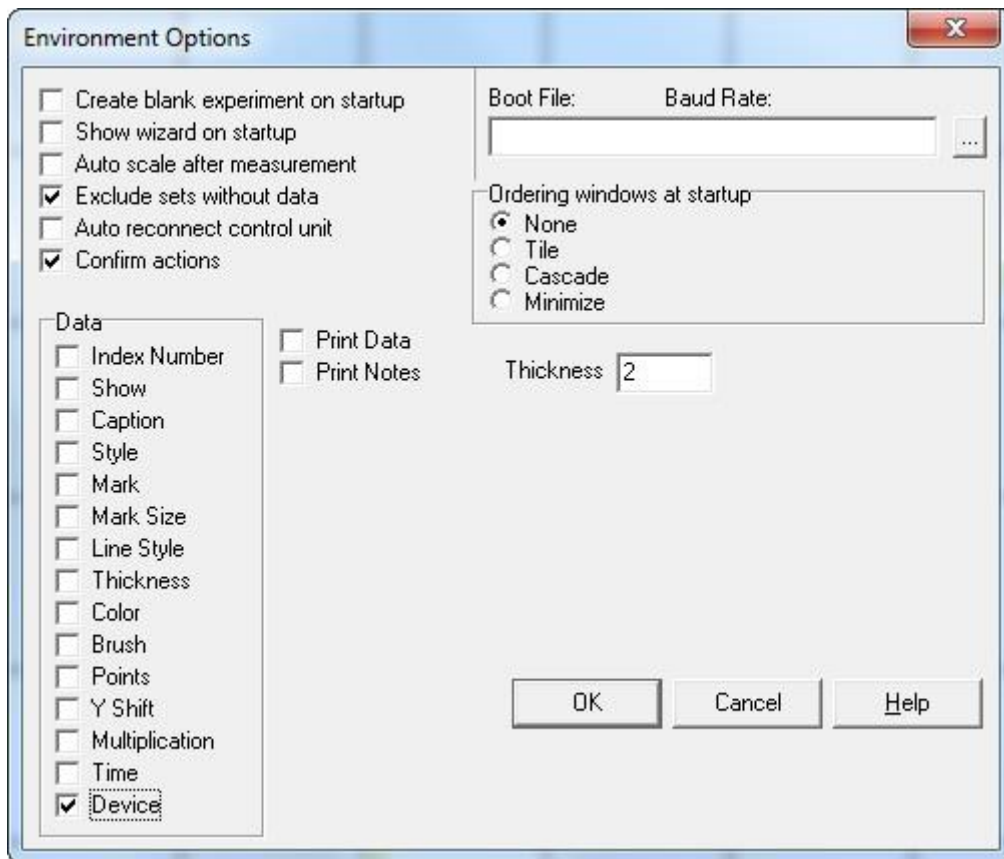 Environment Options
Create blank experiment on startup
Show wizard on startup
Auto scale after measurement
Exclude sets without data
Auto reconnect control unit
Confirm actions
Boot File: Baud Rate:
...
Ordering windows at startup
None
Tile
Cascade
Minimize
Data
Index Number
Show
Caption
Style
Mark
Mark Size
Line Style
Thickness
Color
Brush
Points
Y Shift
Multiplication
Time
Device
Print Data
Print Notes
Thickness 2
OK Cancel Help